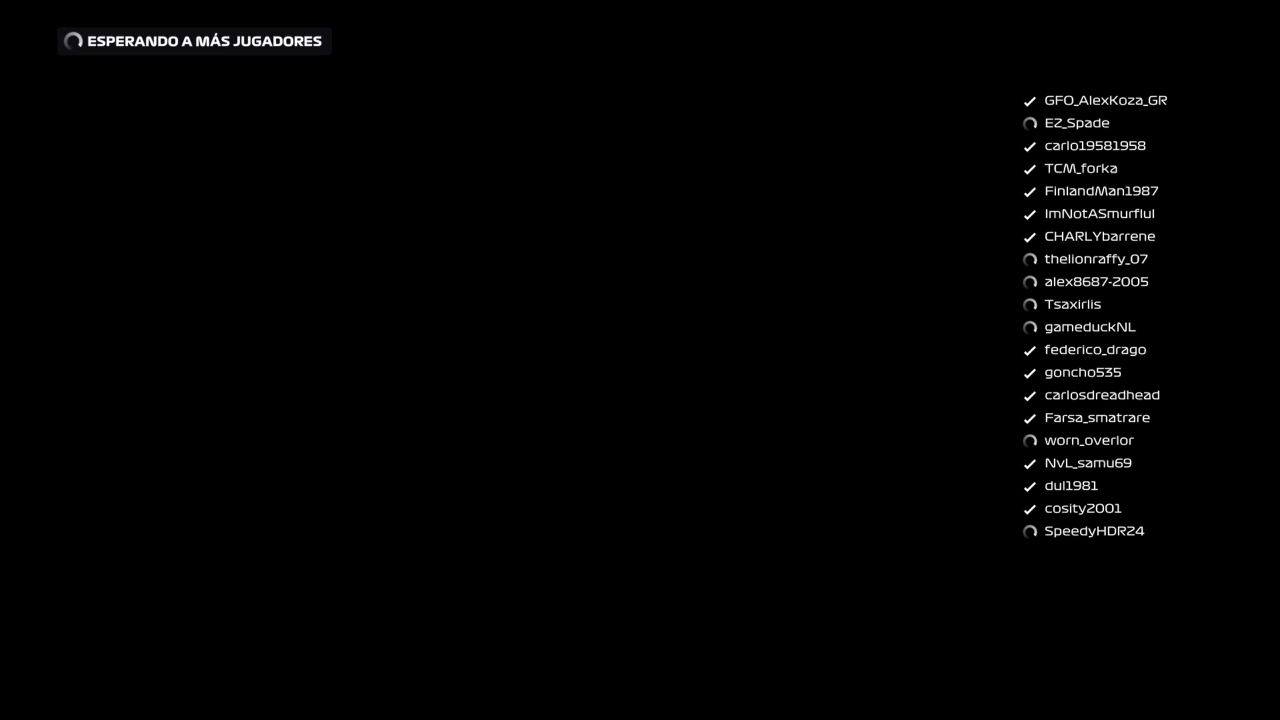 ESPERANDO A MÁS JUGADORES
GFO_AlexKoza_GR
EZ_Spade
carlo19581958
TCM_forka
FinlandMan1987
ImNotASmurfIul
CHARLYbarrene
thelionraffy_07
alex8687-2005
Tsaxirlis
gameduckNL
federico_drago
goncho535
carlosdreadhead
Farsa_smatrare
worn_overlor
NvL_samu69
dul1981
cosity2001
SpeedyHDR24